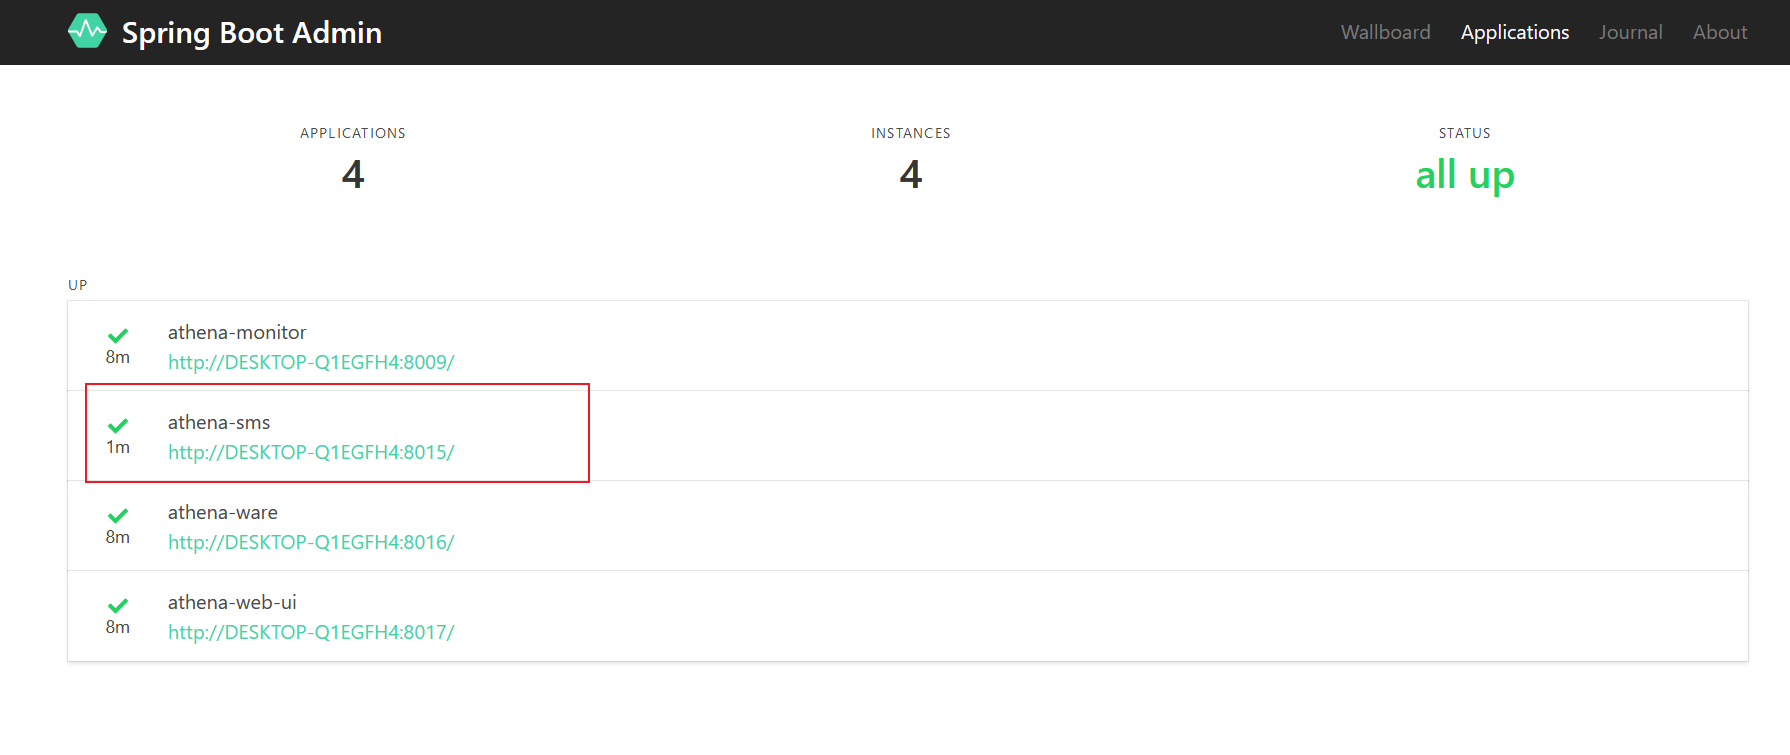 Spring Boot Admin
Wallboard Applications Journal About
APPLICATIONS INSTANCES STATUS
4 4 all up
UP
athena-monitor
8m
http://DESKTOP-Q1EGFH4:8009/
athena-sms
1m
http://DESKTOP-Q1EGFH4:8015/
athena-ware
8m
http://DESKTOP-Q1EGFH4:8016/
athena-web-ui
8m
http://DESKTOP-Q1EGFH4:8017/